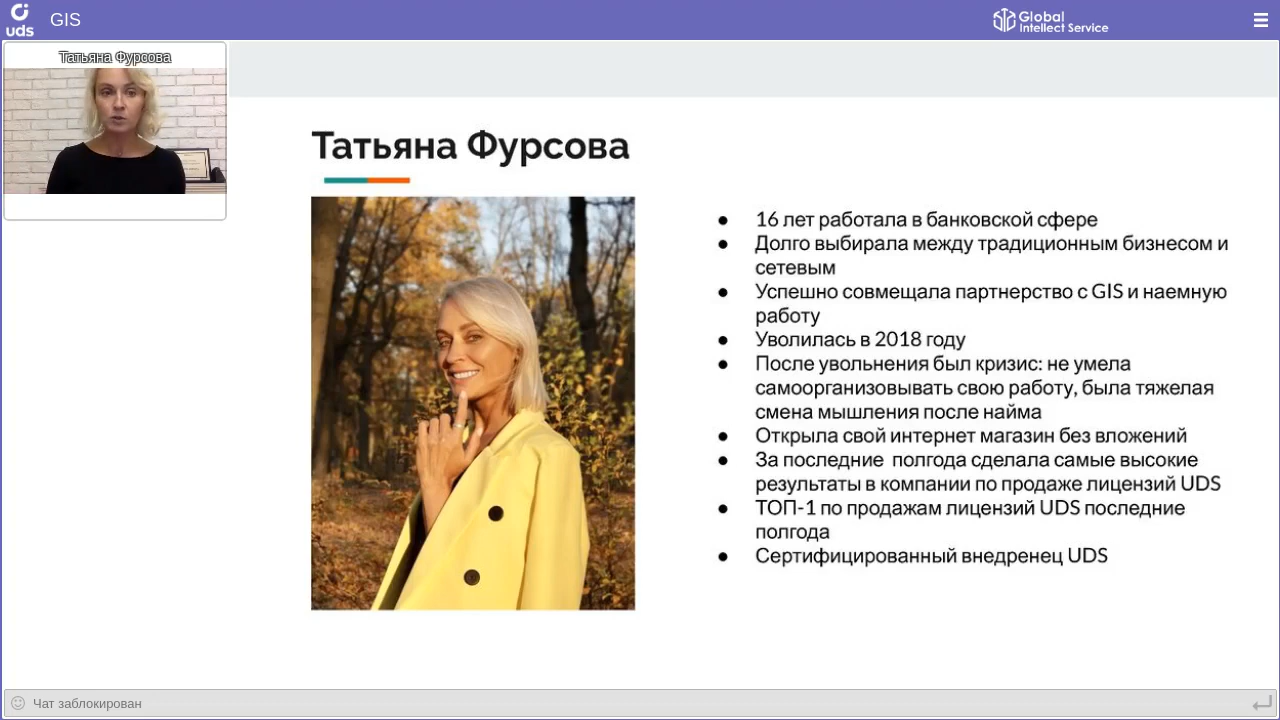 uds
GIS
Global
Intellect Service
Татьяна Фурсова
Татьяна Фурсова
● 16 лет работала в банковской сфере
● Долго выбирала между традиционным бизнесом и
сетевым
● Успешно совмещала партнерство с GIS и наемную
работу
● Уволилась в 2018 году
● После увольнения был кризис: не умела
самоорганизовывать свою работу, была тяжелая
смена мышления после найма
● Открыла свой интернет магазин без вложений
● За последние полгода сделала самые высокие
результаты в компании по продаже лицензий UDS
● ТОП-1 по продажам лицензий UDS последние
полгода
● Сертифицированный внедренец UDS
Чат заблокирован